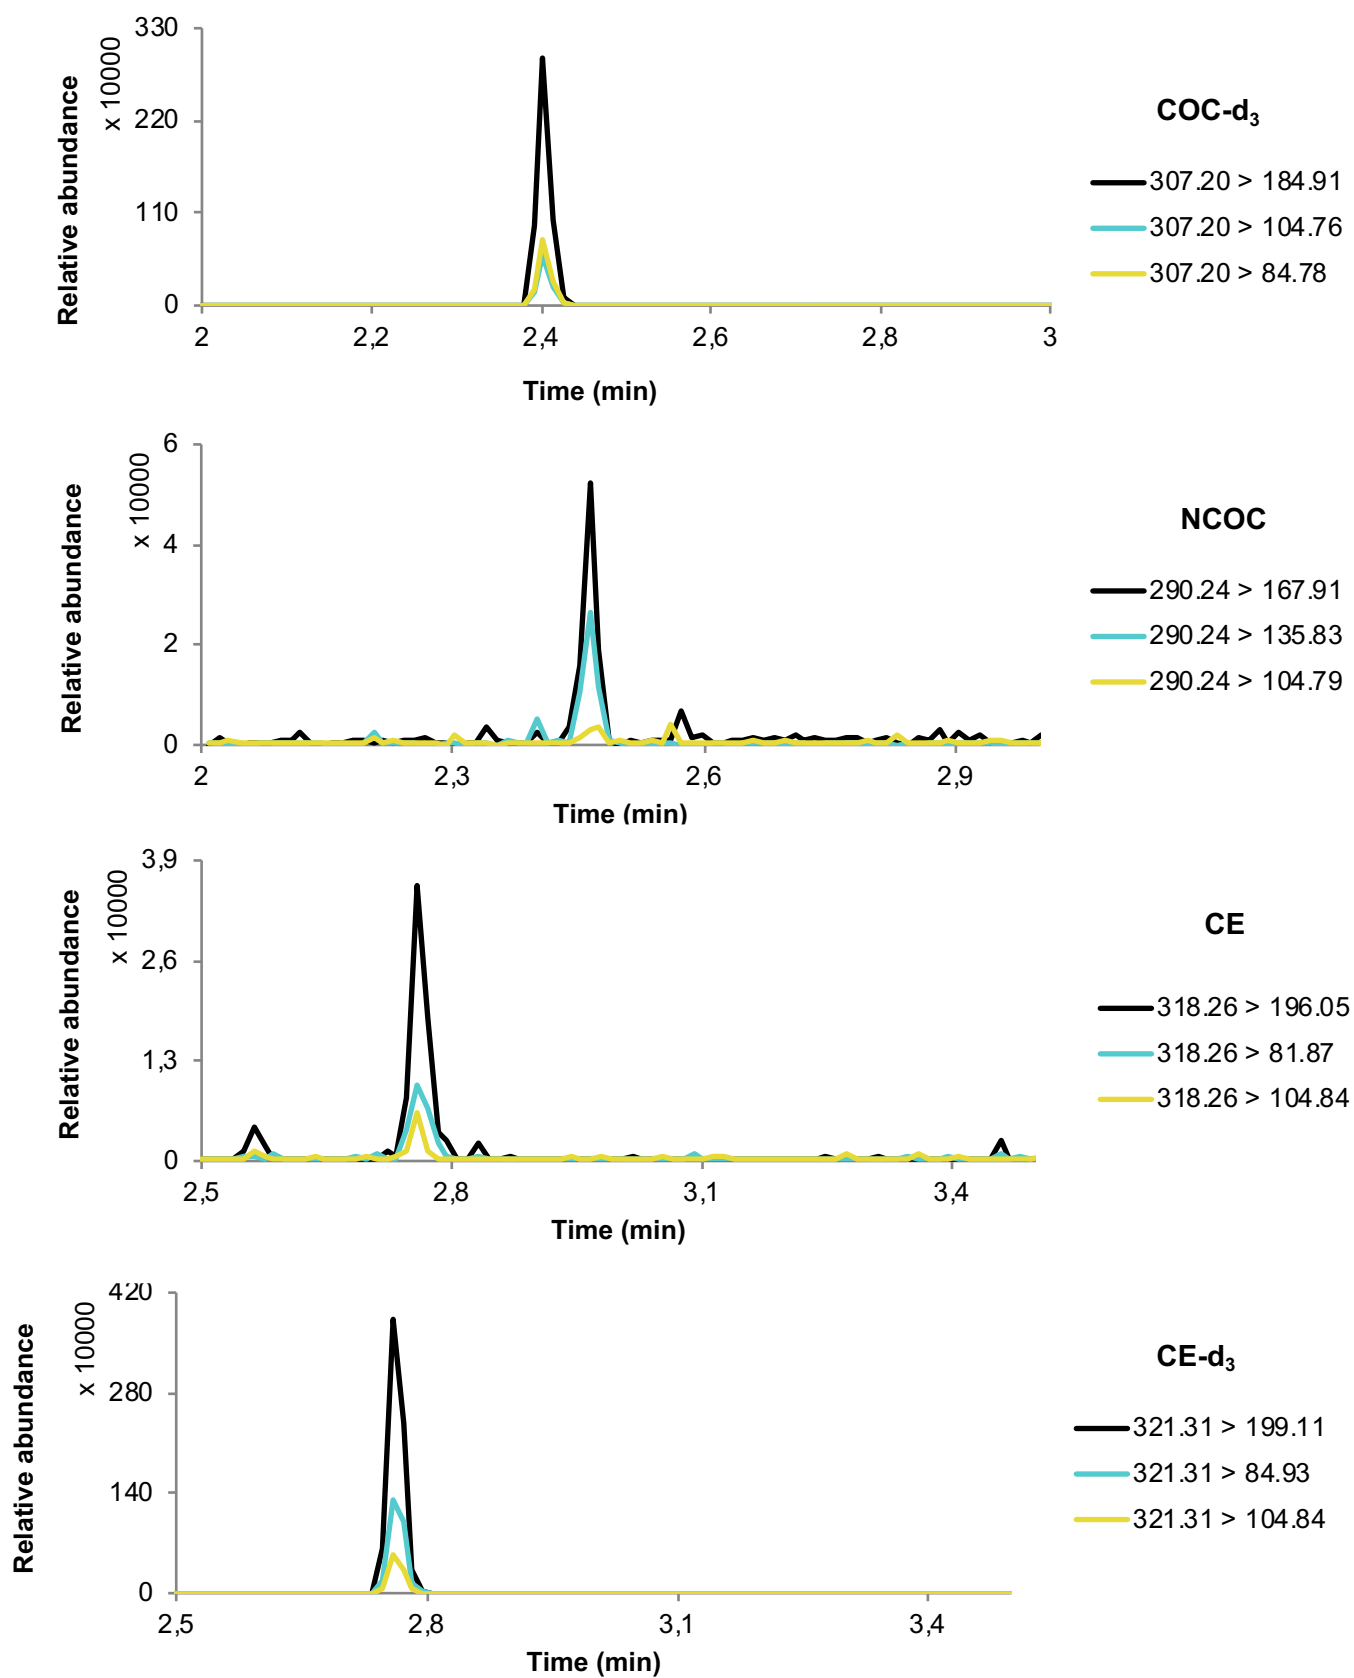 330
220
110
0
x 10000
Relative abundance
2
2,2
2,4
2,6
2,8
3
Time (min)
COC-d3
307.20 > 184.91
307.20 > 104.76
307.20 > 84.78
6
4
2
0
x 10000
Relative abundance
2
2,3
2,6
2,9
Time (min)
NCOC
290.24 > 167.91
290.24 > 135.83
290.24 > 104.79
3,9
2,6
1,3
0
x 10000
Relative abundance
2,5
2,8
3,1
3,4
Time (min)
CE
318.26 > 196.05
318.26 > 81.87
318.26 > 104.84
420
280
140
0
x 10000
Relative abundance
2,5
2,8
3,1
3,4
Time (min)
CE-d3
321.31 > 199.11
321.31 > 84.93
321.31 > 104.84